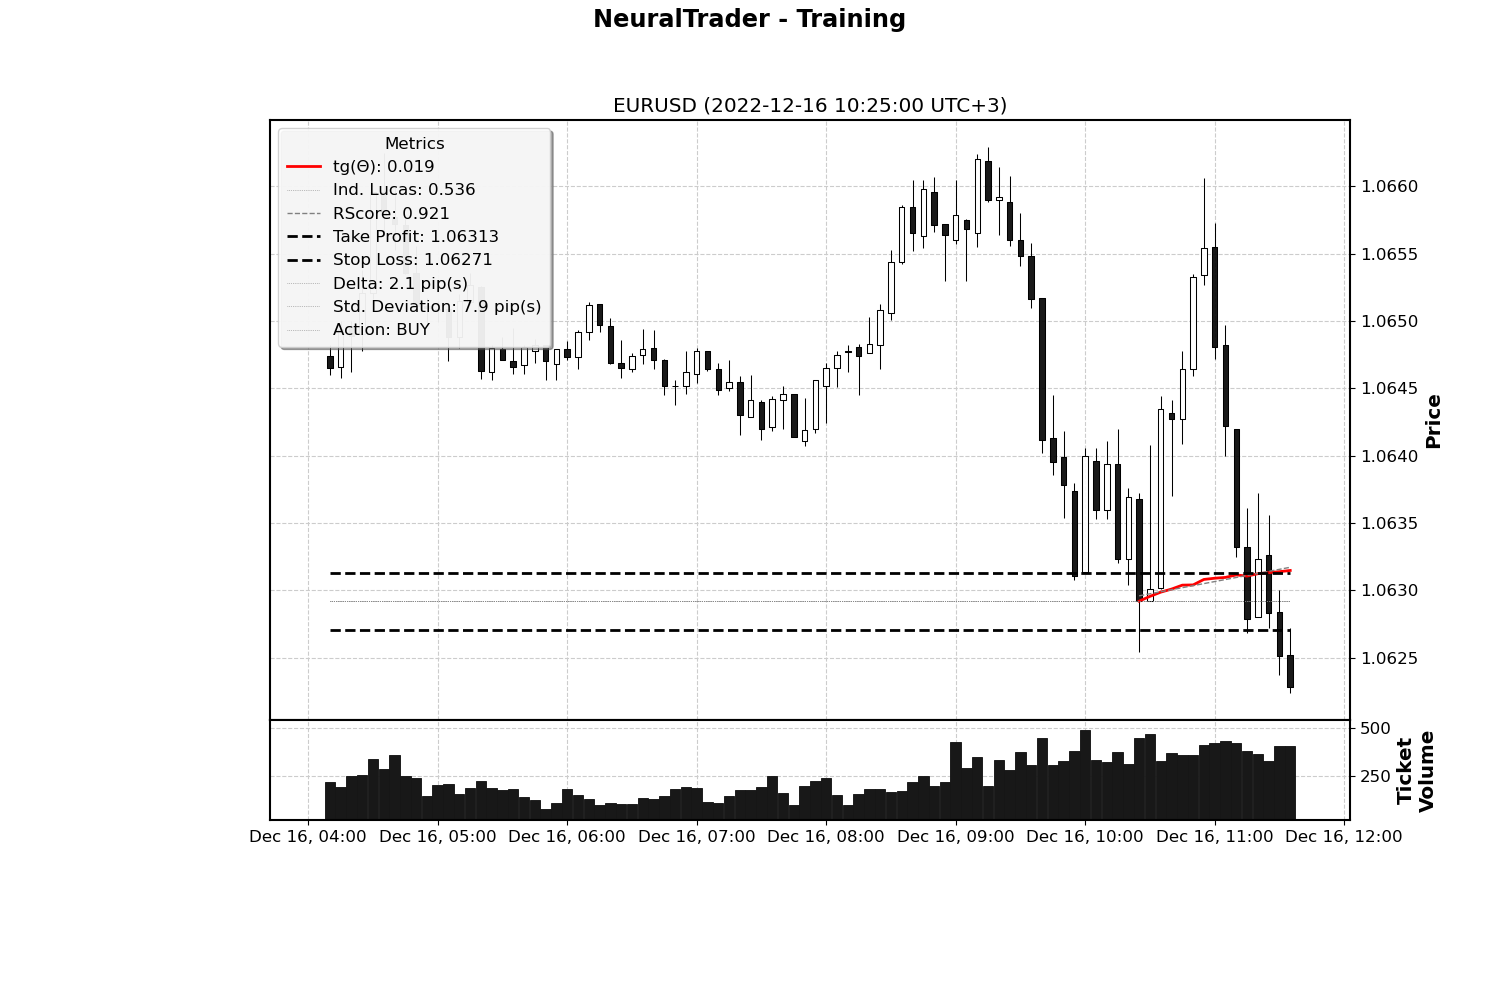 NeuralTrader - Training
EURUSD (2022-12-16 10:25:00 UTC+3)
Metrics
tg(Θ): 0.019
Ind. Lucas: 0.536
RScore: 0.921
Take Profit: 1.06313
Stop Loss: 1.06271
Delta: 2.1 pip(s)
Std. Deviation: 7.9 pip(s)
Action: BUY
1.0660
1.0655
1.0650
1.0645
1.0640
1.0635
1.0630
1.0625
Price
500
250
Ticket
Volume
Dec 16, 04:00
Dec 16, 05:00
Dec 16, 06:00
Dec 16, 07:00
Dec 16, 08:00
Dec 16, 09:00
Dec 16, 10:00
Dec 16, 11:00
Dec 16, 12:00